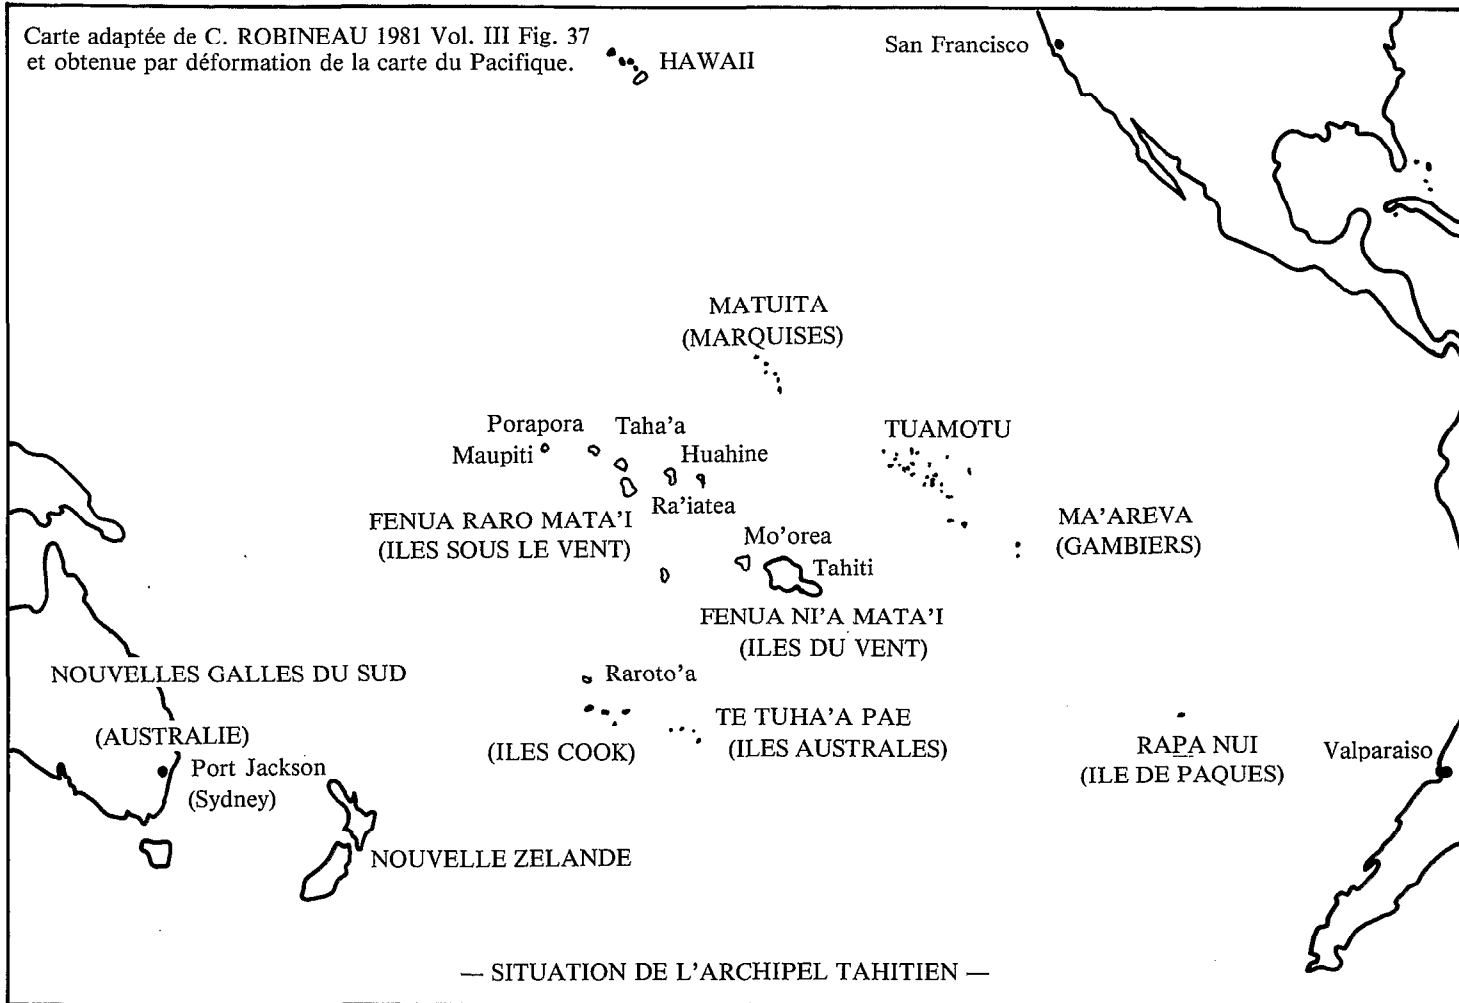 Carte adaptée de C. ROBINEAU 1981 Vol. III Fig. 37
et obtenue par déformation de la carte du Pacifique.
HAWAII
San Francisco
MATUITA
(MARQUISES)
Porapora
Taha'a
Maupiti
Huahine
TUAMOTU
Ra'iatea
FENUA RARO MATA'I
(ILES SOUS LE VENT)
MA'AREVA
(GAMBIERS)
Mo'orea
Tahiti
FENUA NI'A MATA'I
(ILES DU VENT)
NOUVELLES GALLES DU SUD
(AUSTRALIE)
Port Jackson
(Sydney)
Raroto'a
(ILES COOK)
TE TUHA'A PAE
(ILES AUSTRALES)
RAPA NUI
(ILE DE PAQUES)
Valparaiso
NOUVELLE ZELANDE
— SITUATION DE L'ARCHIPEL TAHITIEN —